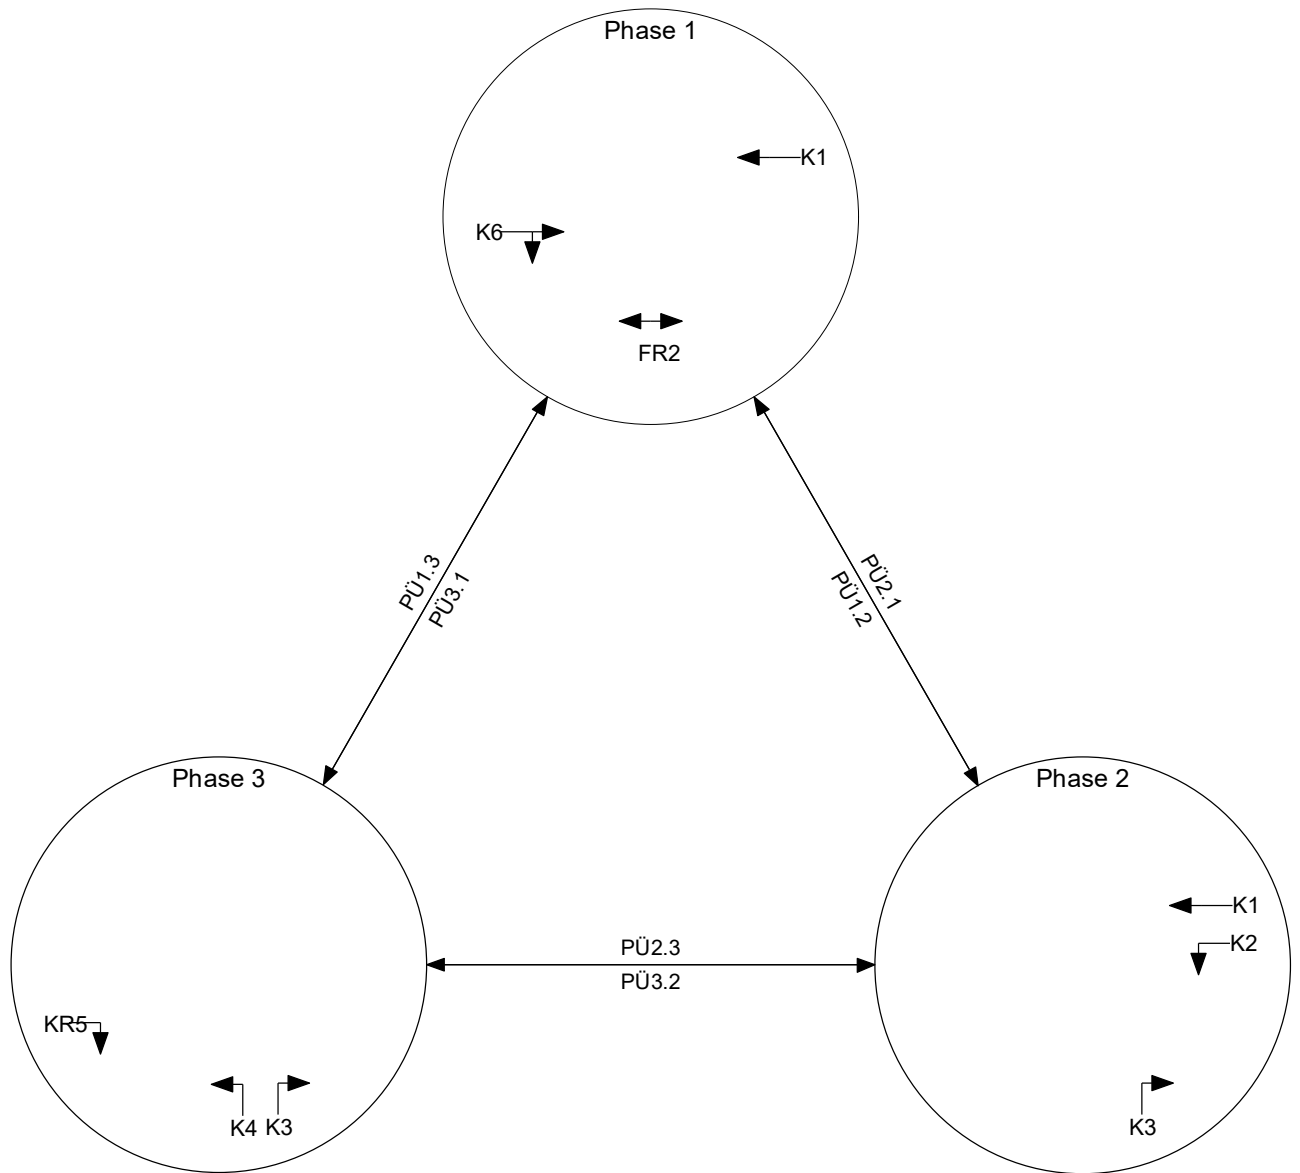 Phase 1
K1
K6
FR2
PÜ1.3
PÜ3.1
PÜ2.1
PÜ1.2
Phase 3
Phase 2
K1
K2
PÜ2.3
PÜ3.2
KR5
K4 K3
K3